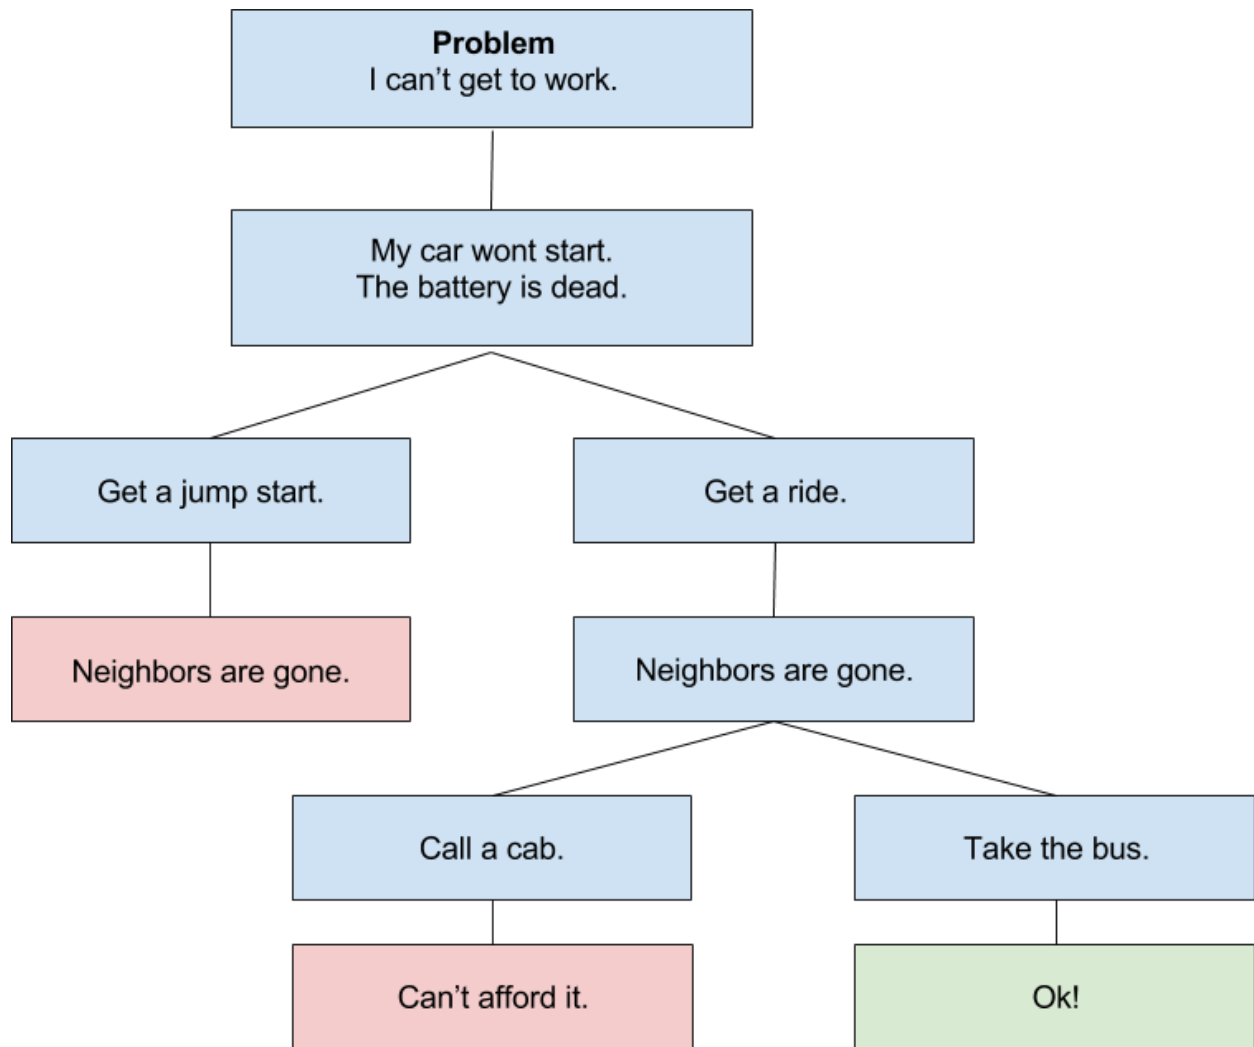 Problem
I can’t get to work.
My car wont start.
The battery is dead.
Get a jump start.
Get a ride.
Neighbors are gone.
Neighbors are gone.
Call a cab.
Take the bus.
Can’t afford it.
Ok!